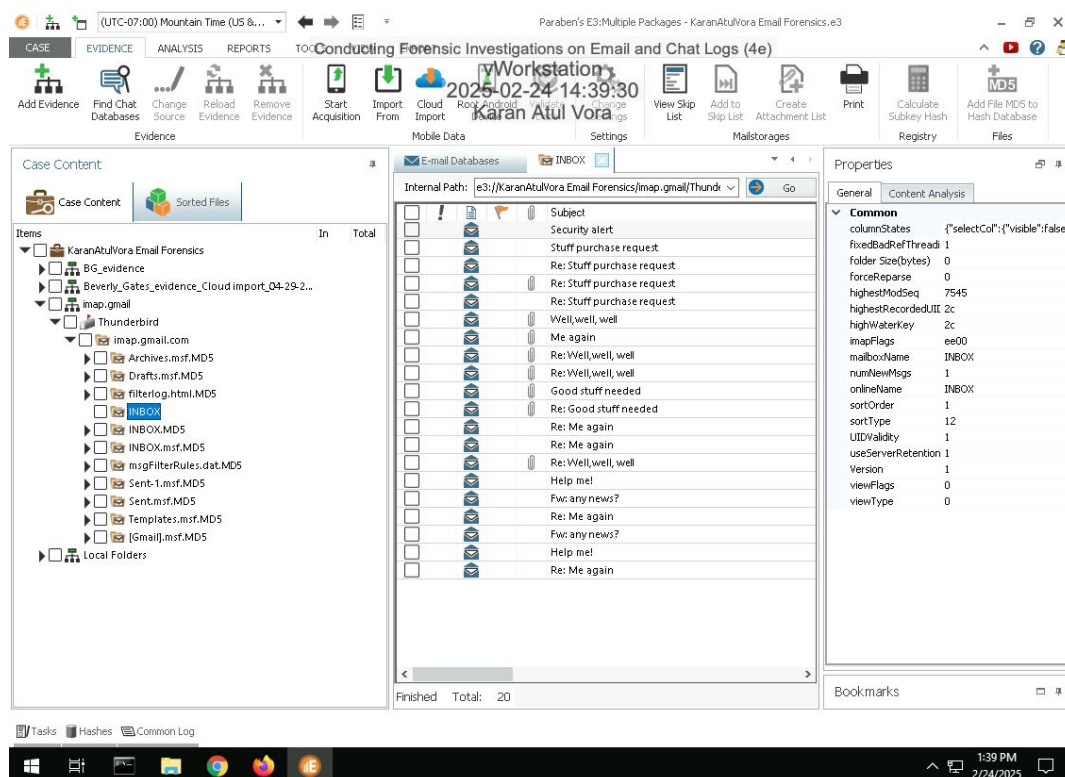 (UTC-07:00) Mountain Time (US &...
Paraben's E3:Multiple Packages - KaranAtulVora Email Forensics.e3
CASE EVIDENCE ANALYSIS REPORTS
Conducting Forensic Investigations on Email and Chat Logs (4e)
vWorkstation
2025-02-24 14:39:30
Karan Atul Vora
Add Evidence
Find Chat Databases
Change Source
Reload Evidence
Remove Evidence
Start Acquisition
Import From
Cloud Import
Root Android
View Skip List
Add to Skip List
Create Attachment List
Print
Calculate Subkey Hash
MD5
Add File MD5 to Hash Database
Evidence
Mobile Data
Settings
Mailstorages
Registry
Files
Case Content
Case Content
Sorted Files
Items In Total
KaranAtulVora Email Forensics
BG_evidence
Beverly_Gates_evidence_Cloud import_04-29-2...
imap.gmail
Thunderbird
imap.gmail.com
Archives.msf.MD5
Drafts.msf.MD5
filterlog.html.MD5
INBOX
INBOX.MD5
INBOX.msf.MD5
msgFilterRules.dat.MD5
Sent-1.msf.MD5
Sent.msf.MD5
Templates.msf.MD5
[Gmail].msf.MD5
Local Folders
E-mail Databases
INBOX
Internal Path: e3://KaranAtulVora Email Forensics/imap.gmail/Thunde
Go
Subject
Security alert
Stuff purchase request
Re: Stuff purchase request
Re: Stuff purchase request
Re: Stuff purchase request
Well,well, well
Me again
Re: Well,well, well
Re: Well,well, well
Good stuff needed
Re: Good stuff needed
Re: Me again
Re: Me again
Re: Well,well, well
Help me!
Fw: any news?
Re: Me again
Fw: any news?
Help me!
Re: Me again
Finished Total: 20
Properties
General
Content Analysis
Common
columnStates {"selectCol":{"visible":false
fixedBadRefThreadi 1
folder Size(bytes) 0
forceReparse 0
highestModSeq 7545
highestRecordedUIC 2c
highWaterKey 2c
imapFlags ee00
mailboxName INBOX
numNewMsgs 1
onlineName INBOX
sortOrder 1
sortType 12
UIDValidity 1
useServerRetention 1
Version 1
viewFlags 0
viewType 0
Bookmarks
Tasks Hashes Common Log
1:39 PM
2/24/2025